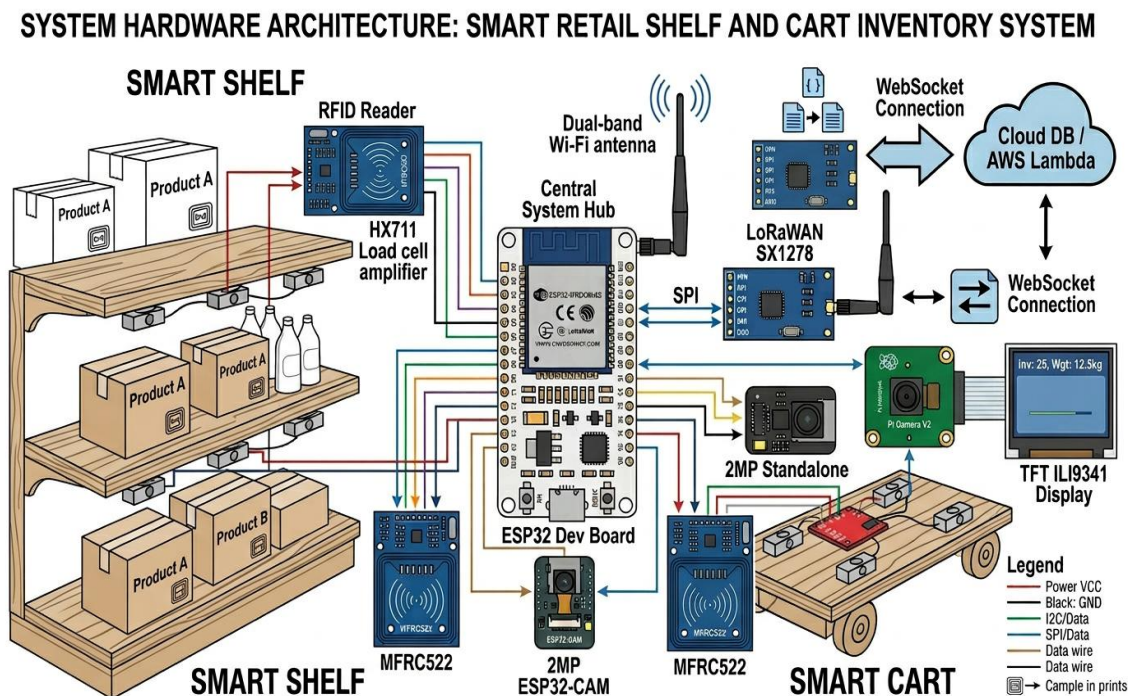 SYSTEM HARDWARE ARCHITECTURE: SMART RETAIL SHELF AND CART INVENTORY SYSTEM
SMART SHELF
RFID Reader
Dual-band
Wi-Fi antenna
WebSocket
Connection
Cloud DB /
AWS Lambda
Product A
Product A
HX711
Load cell
amplifier
Central
System Hub
LoRaWAN
SX1278
SPI
WebSocket
Connection
Product A
Product A
inv: 25, Wgt: 12.5kg
Pi Camera V2
2MP Standalone
TFT ILI9341
Display
Product A
Product B
ESP32 Dev Board
MFRC522
2MP
ESP32-CAM
MFRC522
SMART SHELF
SMART CART
Legend
Power VCC
Black: GND
I2C/Data
SPI/Data
Data wire
Data wire
Cample in prints